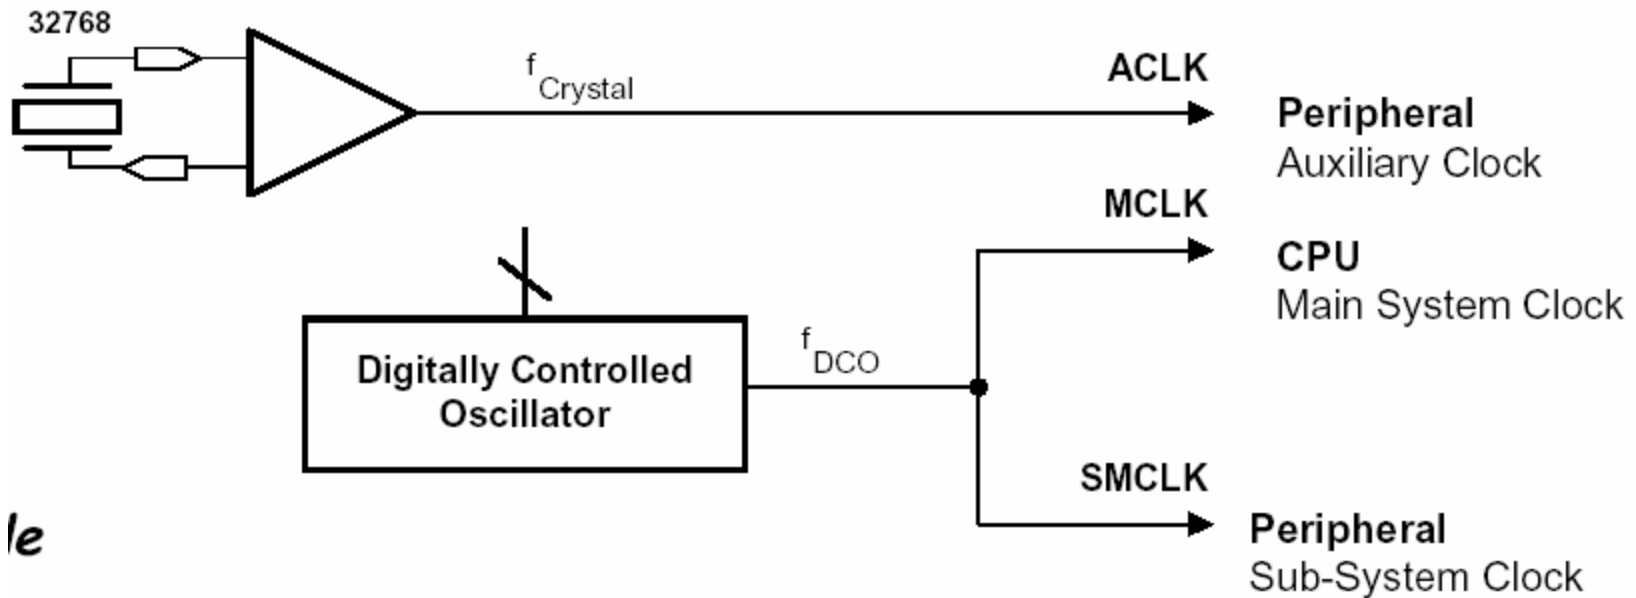 32768
f
Crystal
ACLK
Peripheral
Auxiliary Clock
MCLK
CPU
Main System Clock
Digitally Controlled
Oscillator
f
DCO
SMCLK
Peripheral
Sub-System Clock